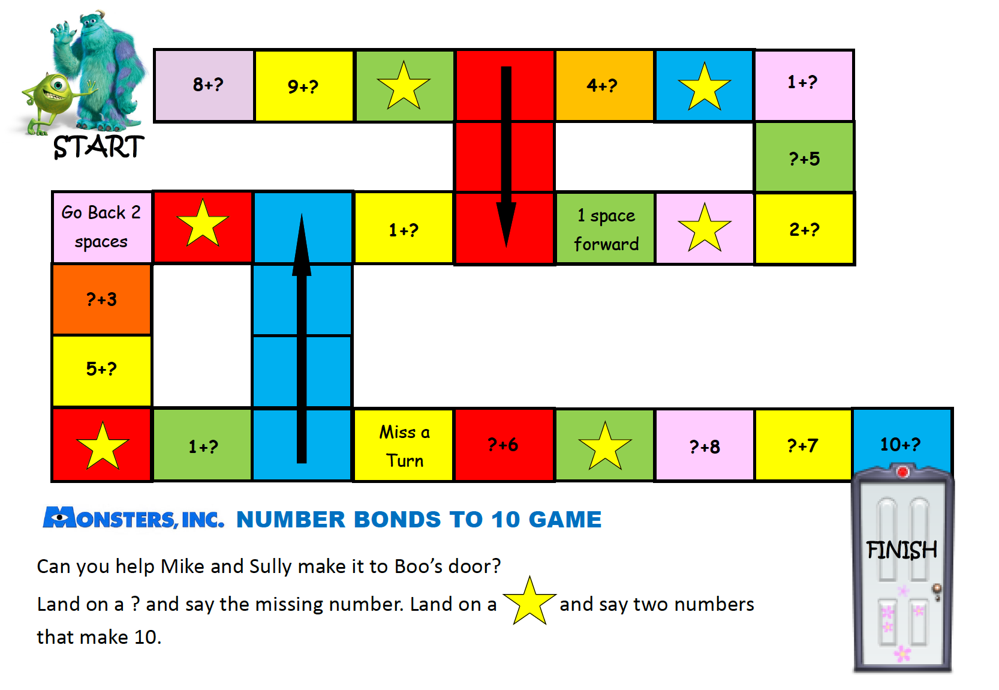 8+?
9+?
4+?
1+?
START
?+5
Go Back 2
spaces
1+?
1 space
forward
2+?
?+3
5+?
1+?
Miss a
Turn
?+6
?+8
?+7
10+?
MONSTERS, INC. NUMBER BONDS TO 10 GAME
FINISH
Can you help Mike and Sully make it to Boo’s door?
Land on a ? and say the missing number. Land on a and say two numbers
that make 10.